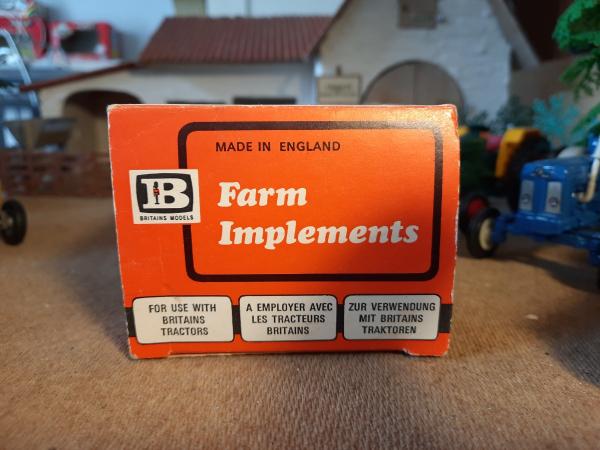 MADE IN ENGLAND
B
BRITAINS MODELS
Farm
Implements
FOR USE WITH
BRITAINS
TRACTORS
A EMPLOYER AVEC
LES TRACTEURS
BRITAINS
ZUR VERWENDUNG
MIT BRITAINS
TRAKTOREN